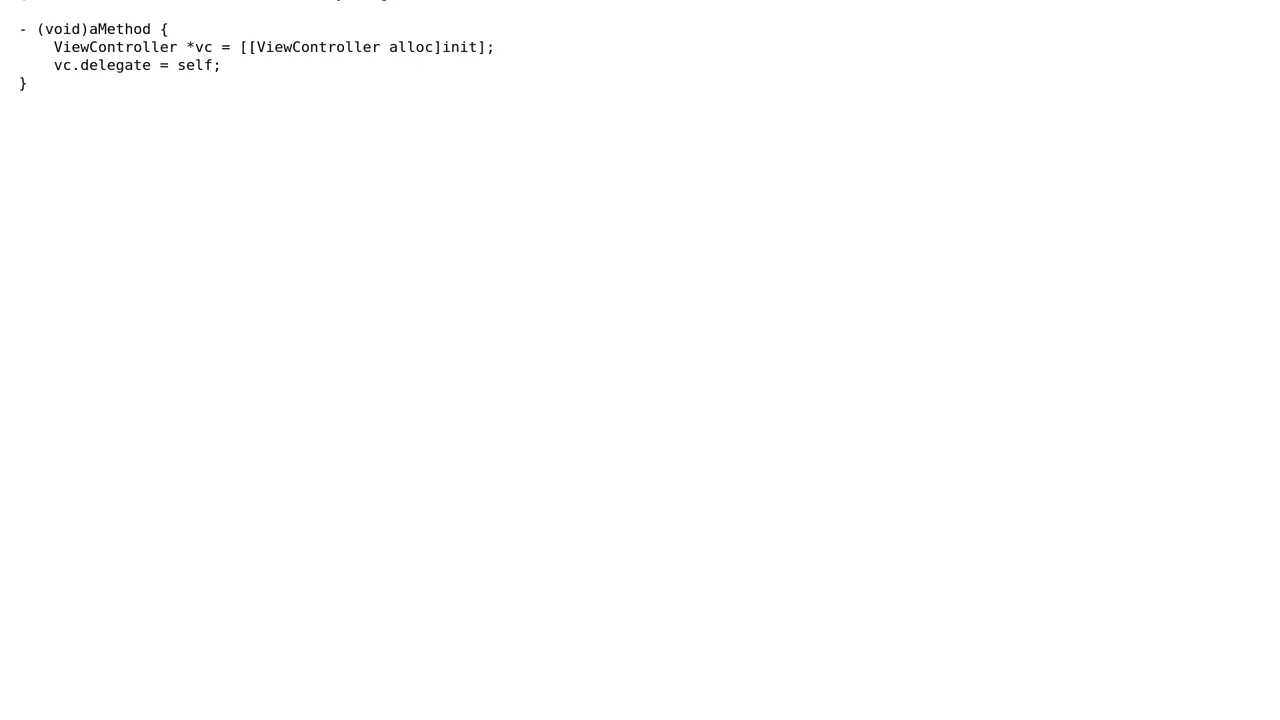 - (void)aMethod {
    ViewController *vc = [[ViewController alloc]init];
    vc.delegate = self;
}